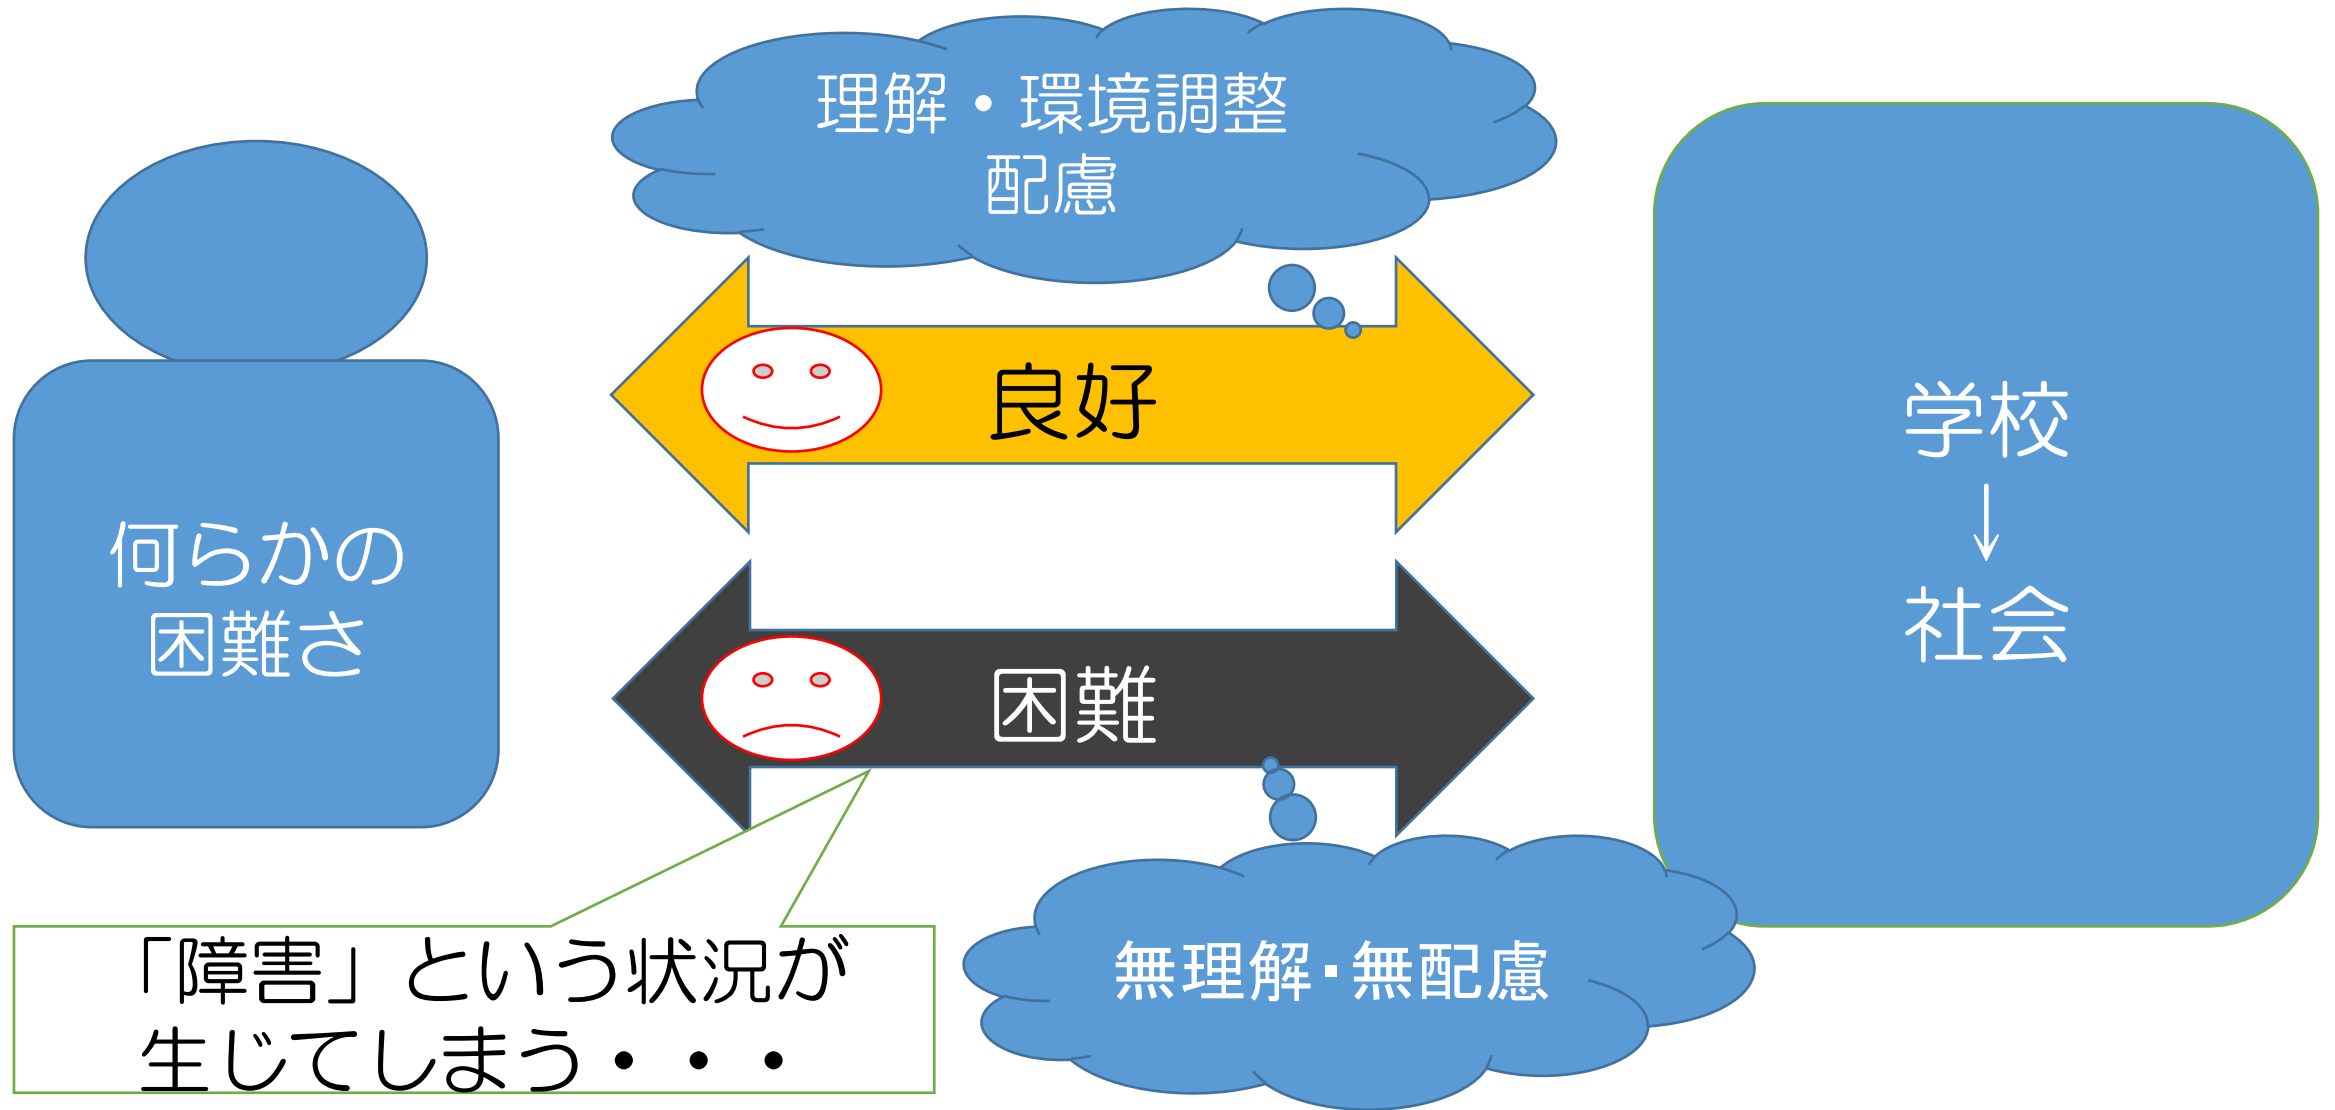 理解・環境調整
配慮
良好
何らかの
困難さ
学校
↓
社会
困難
無理解・無配慮
「障害」という状況が
生じてしまう・・・